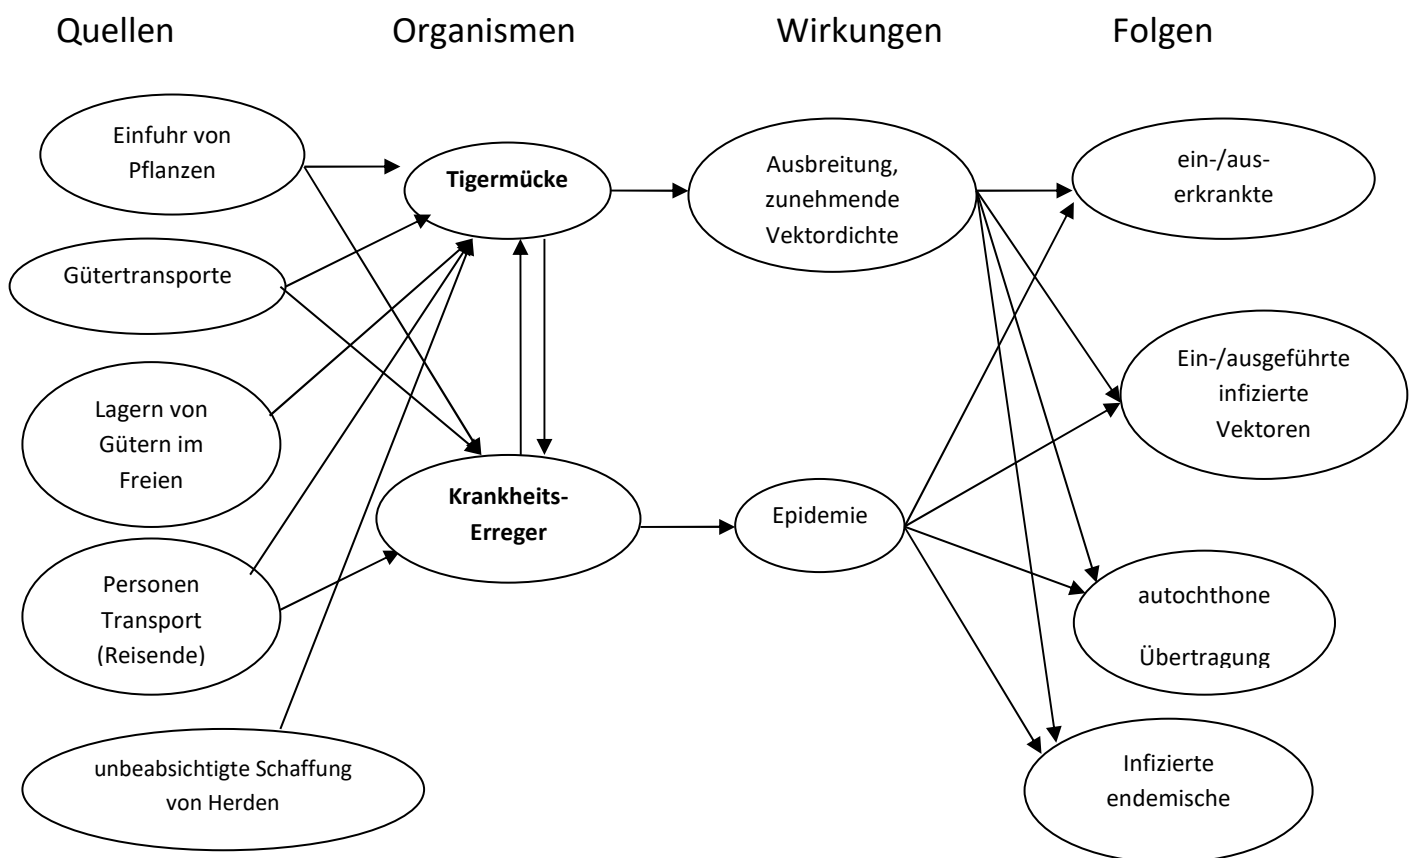 Quellen
Organismen
Wirkungen
Folgen
Einfuhr von
Pflanzen
Gütertransporte
Lagern von
Gütern im
Freien
Personen
Transport
(Reisende)
unbeabsichtigte Schaffung
von Herden
Tigermücke
Krankheits-
Erreger
Ausbreitung,
zunehmende
Vektordichte
Epidemie
ein-/aus-
erkrankte
Ein-/ausgeführte
infizierte
Vektoren
autochthone
Übertragung
Infizierte
endemische